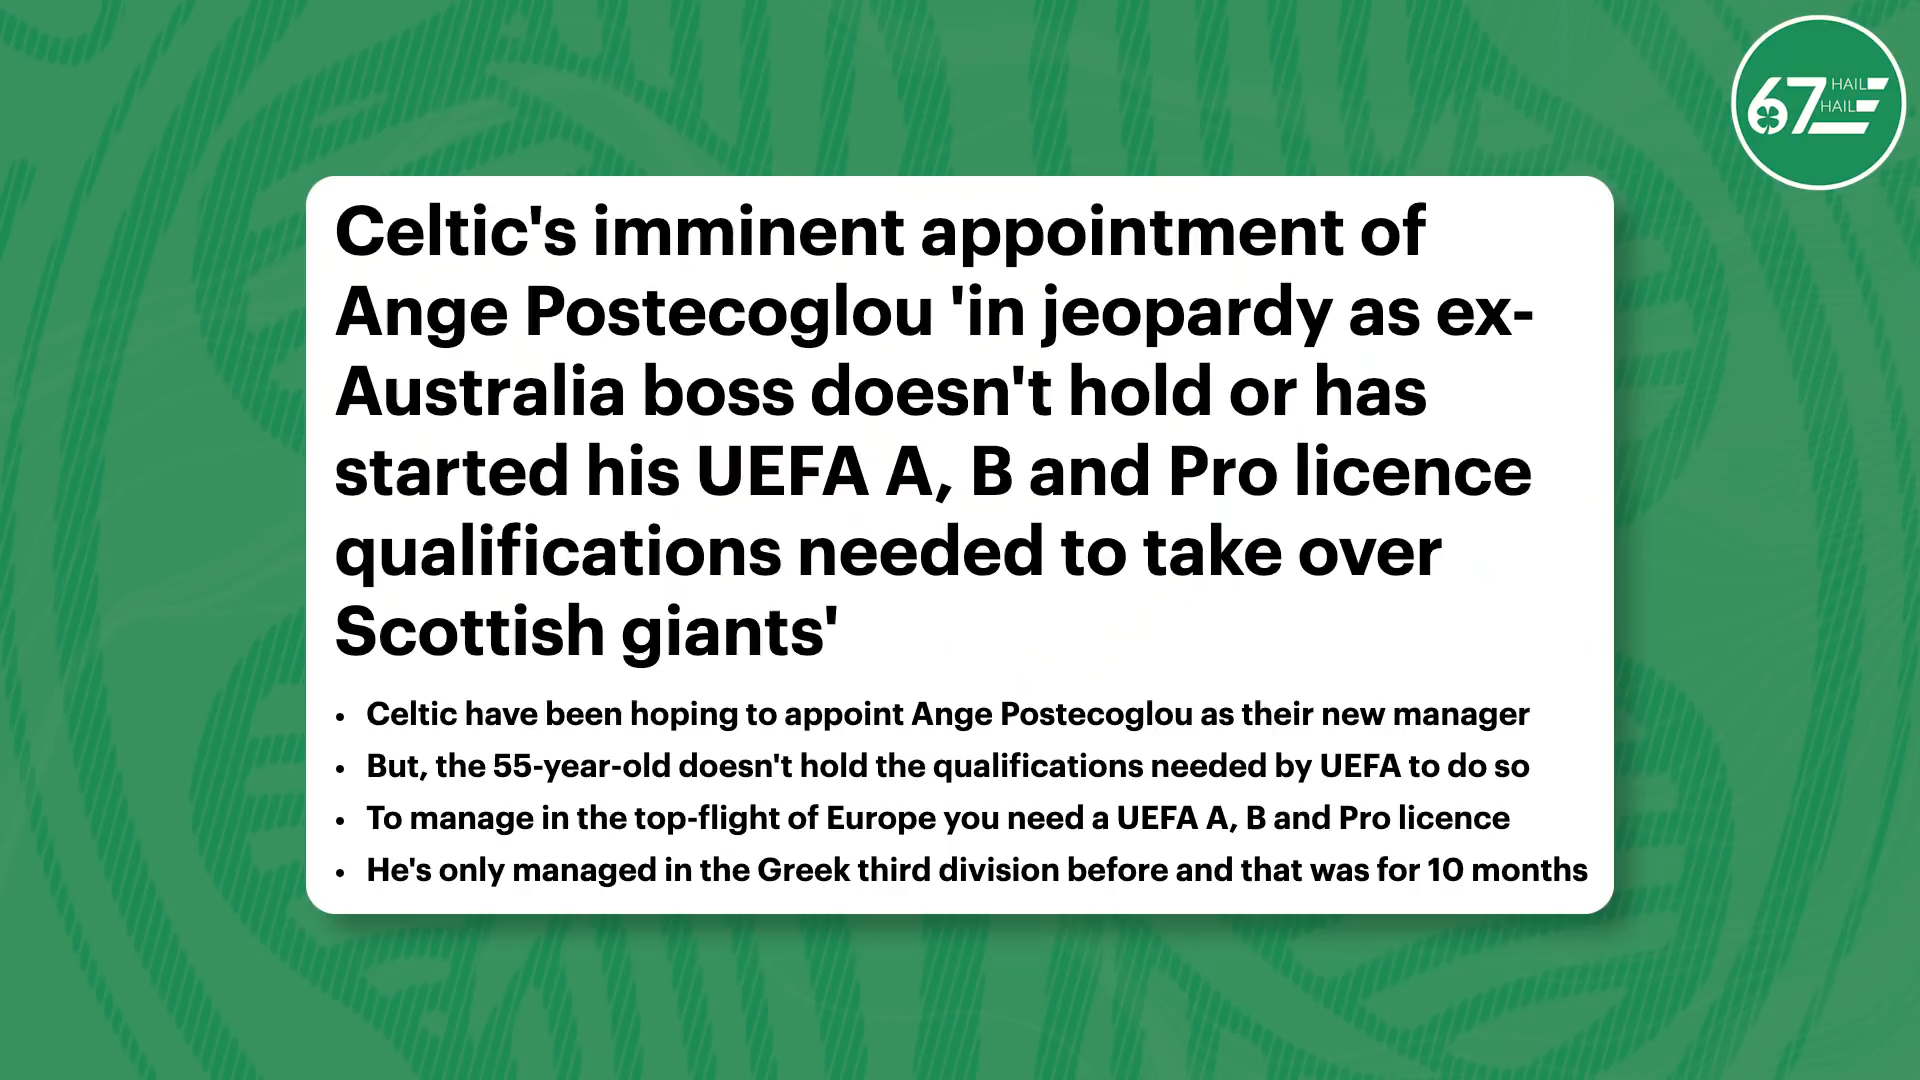 67 HAIL
HAIL
Celtic's imminent appointment of
Ange Postecoglou 'in jeopardy as ex-
Australia boss doesn't hold or has
started his UEFA A, B and Pro licence
qualifications needed to take over
Scottish giants'
• Celtic have been hoping to appoint Ange Postecoglou as their new manager
• But, the 55-year-old doesn't hold the qualifications needed by UEFA to do so
• To manage in the top-flight of Europe you need a UEFA A, B and Pro licence
• He's only managed in the Greek third division before and that was for 10 months